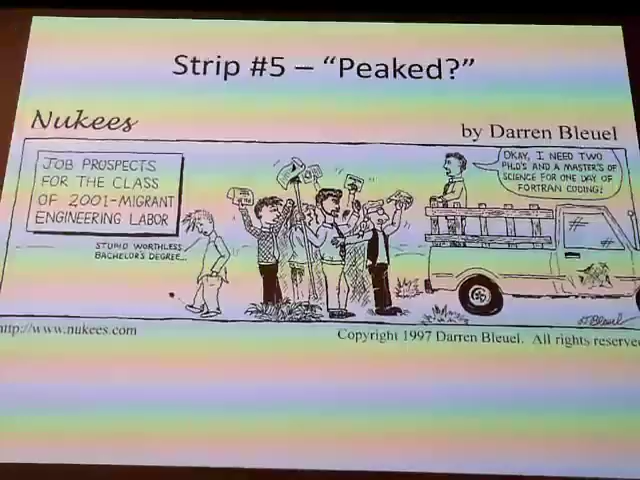 Strip #5 – "Peaked?"
Nukees
by Darren Bleuel
JOB PROSPECTS
FOR THE CLASS
OF 2001-MIGRANT
ENGINEERING LABOR
STUPID WORTHLESS
BACHELOR'S DEGREE...
OKAY, I NEED TWO
PH.D'S AND A MASTER'S
OF SCIENCE FOR ONE DAY OF
FORTRAN CODING!
http://www.nukees.com
Copyright 1997 Darren Bleuel. All rights reserve